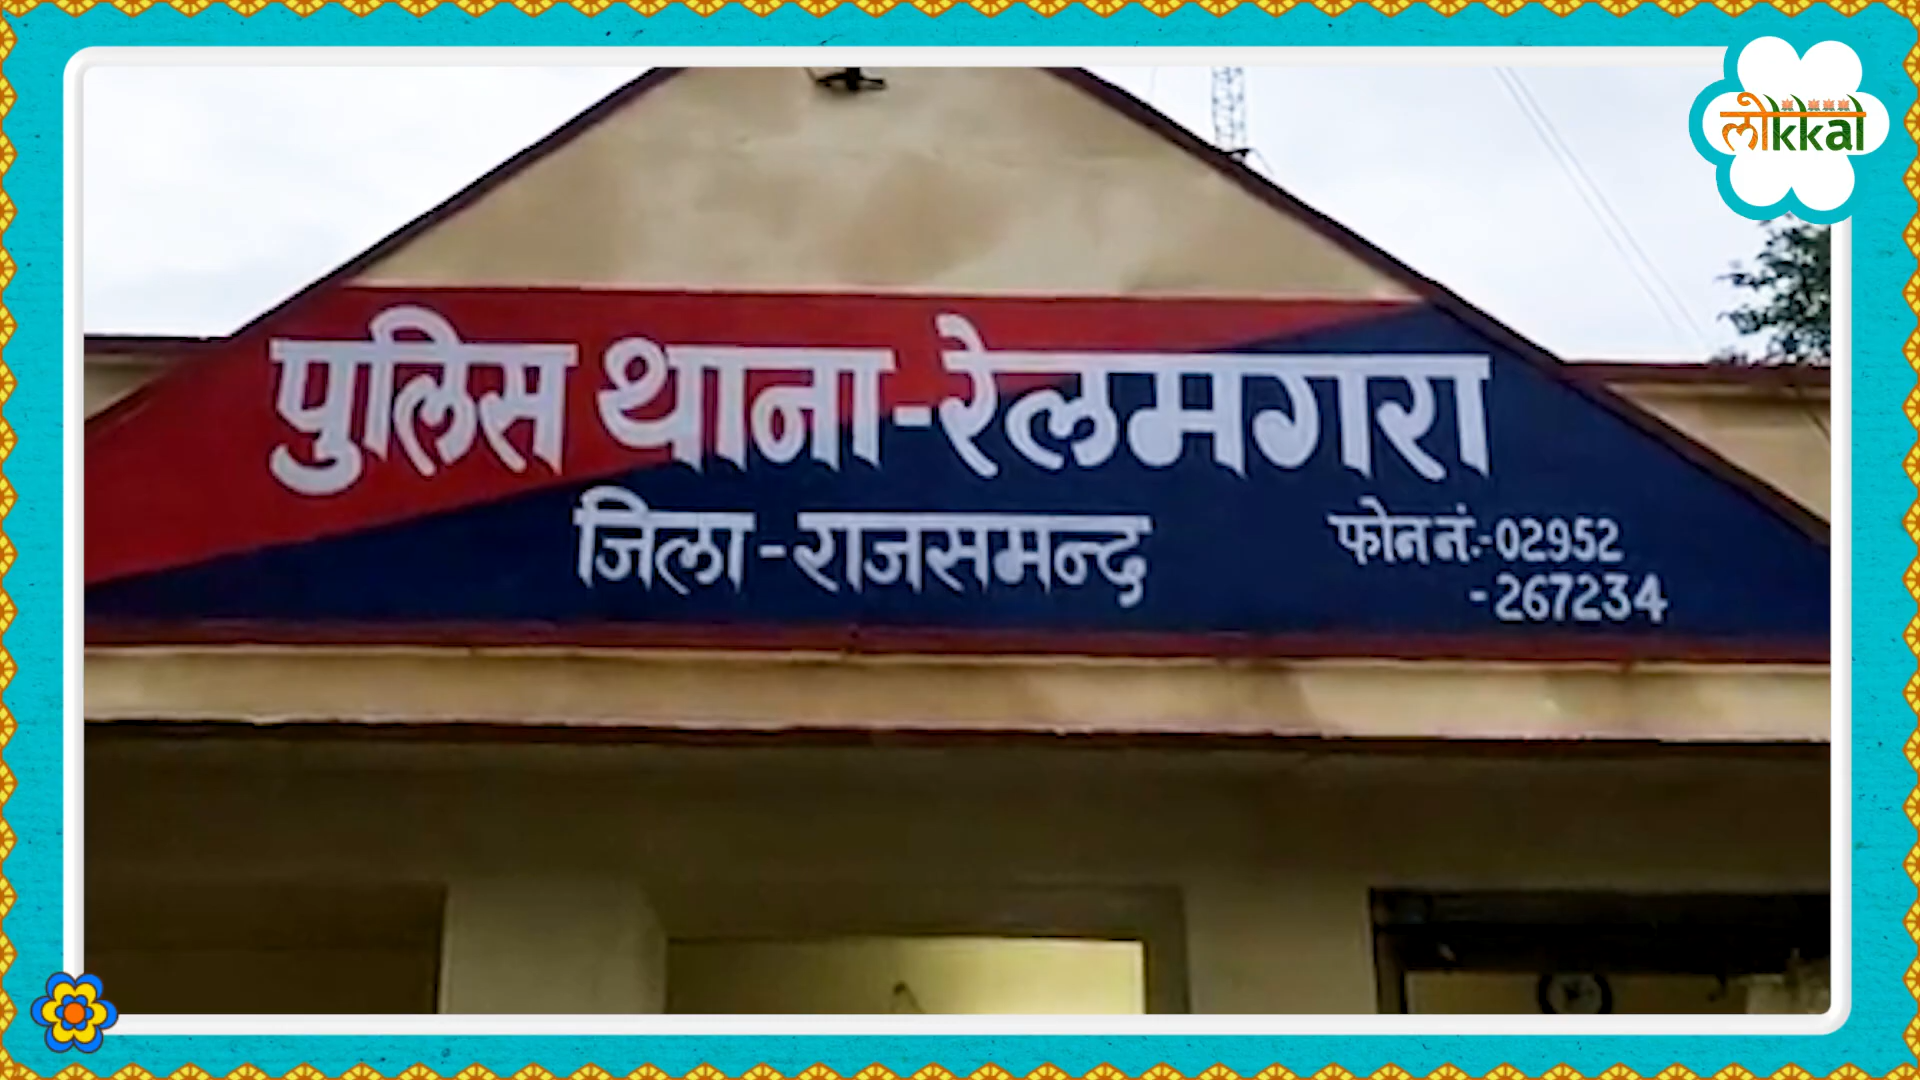 लोkkal
पुलिस थाना-रेलमगरा
जिला-राजसमन्द
फोन नं.-02952
-267234